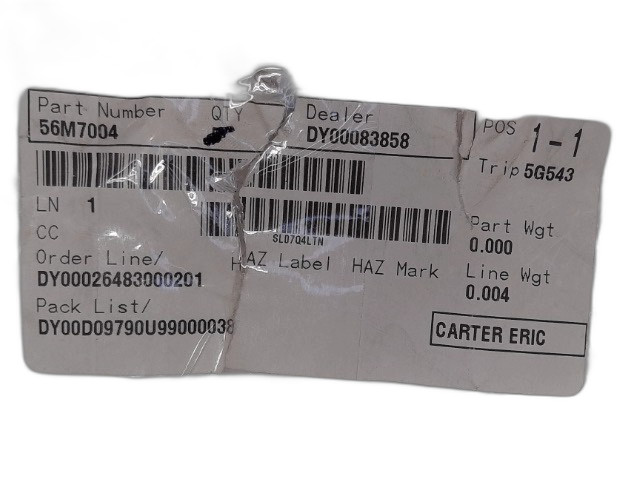 Part Number QTY Dealer POS 1-1
56M7004 DY00083858
Trip 5G543
LN 1
SL0704LTN
CC
Part Wgt
0.000
Order Line/ HAZ Label HAZ Mark Line Wgt
DY00026483000201 0.004
Pack List/
DY00D09790U99000038
CARTER ERIC